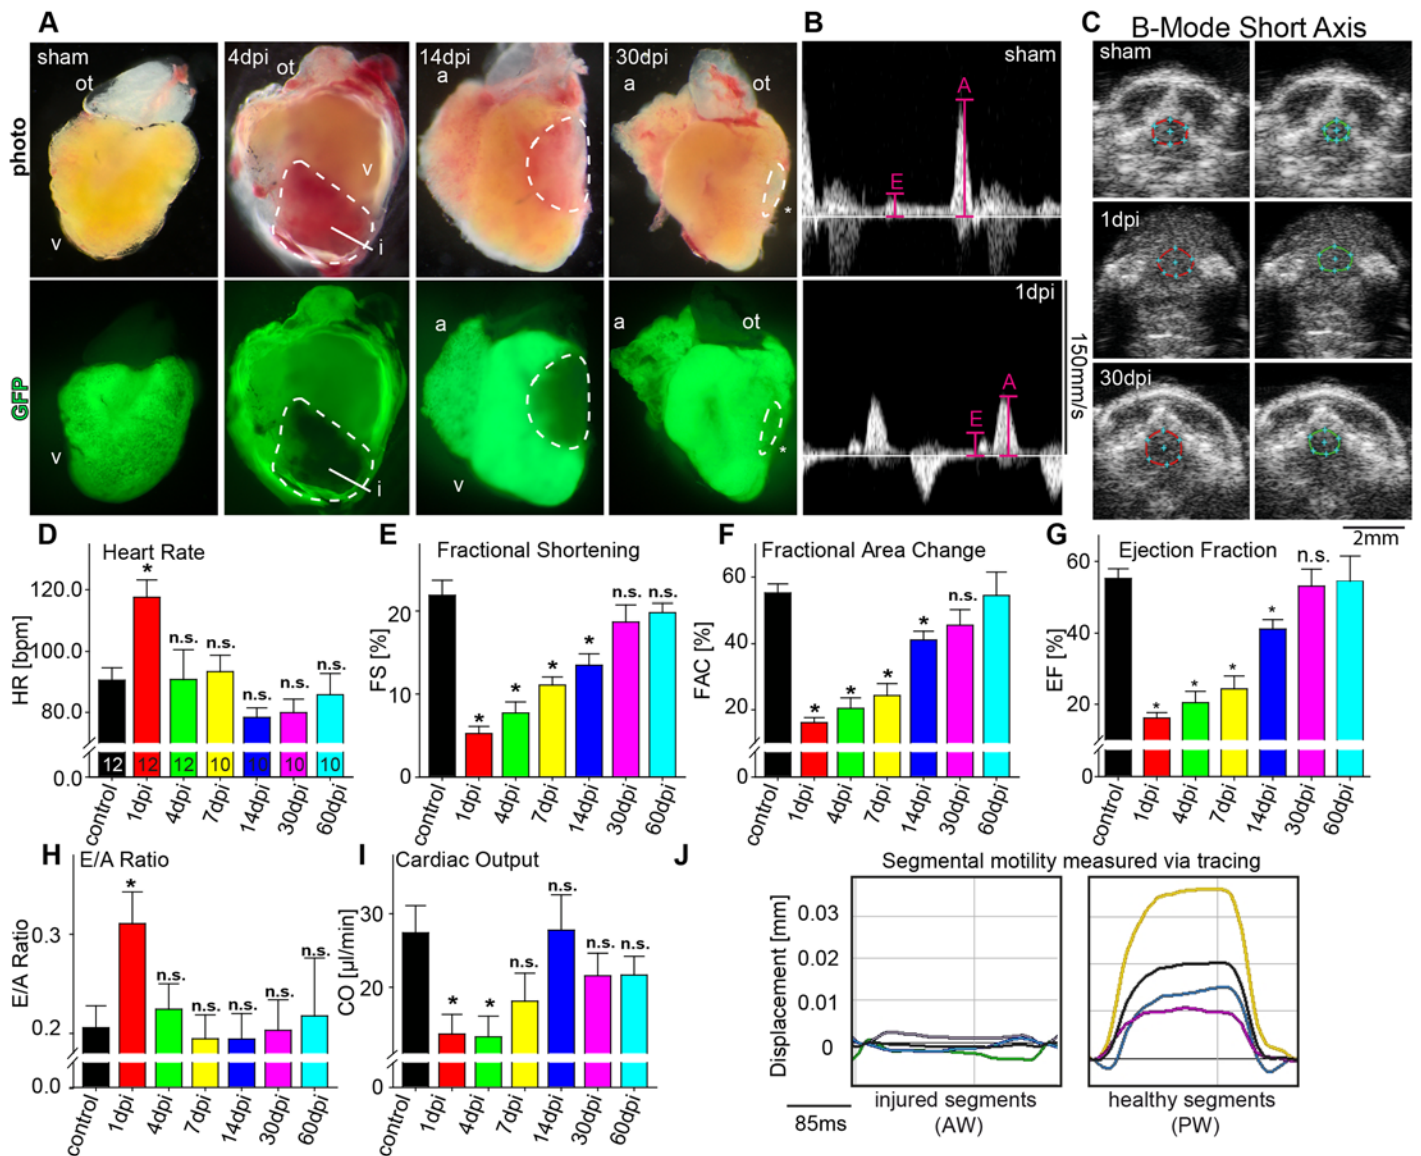 A
B
C
B-Mode Short Axis
photo
sham
ot
v
4dpi
ot
v
i
14dpi
a
30dpi
a
ot
*
sham
E
A
sham
1dpi
30dpi
2mm
GFP
v
i
a
v
a
ot
*
1dpi
E
A
150mm/s
D
Heart Rate
HR [bpm]
120.0
100.0
80.0
0.0
*
n.s.
n.s.
n.s.
n.s.
n.s.
12
12
12
10
10
10
10
control
1dpi
4dpi
7dpi
14dpi
30dpi
60dpi
E
Fractional Shortening
FS [%]
20
10
0
*
*
*
*
n.s.
n.s.
control
1dpi
4dpi
7dpi
14dpi
30dpi
60dpi
F
Fractional Area Change
FAC [%]
60
40
20
0
*
*
*
*
n.s.
control
1dpi
4dpi
7dpi
14dpi
30dpi
60dpi
G
Ejection Fraction
EF [%]
60
40
20
0
*
*
*
*
n.s.
control
1dpi
4dpi
7dpi
14dpi
30dpi
60dpi
H
E/A Ratio
E/A Ratio
0.3
0.2
0.0
*
n.s.
n.s.
n.s.
n.s.
n.s.
control
1dpi
4dpi
7dpi
14dpi
30dpi
60dpi
I
Cardiac Output
CO [µl/min]
30
20
0
*
*
n.s.
n.s.
n.s.
n.s.
control
1dpi
4dpi
7dpi
14dpi
30dpi
60dpi
J
Segmental motility measured via tracing
Displacement [mm]
0.03
0.02
0.01
0
85ms
injured segments
(AW)
healthy segments
(PW)